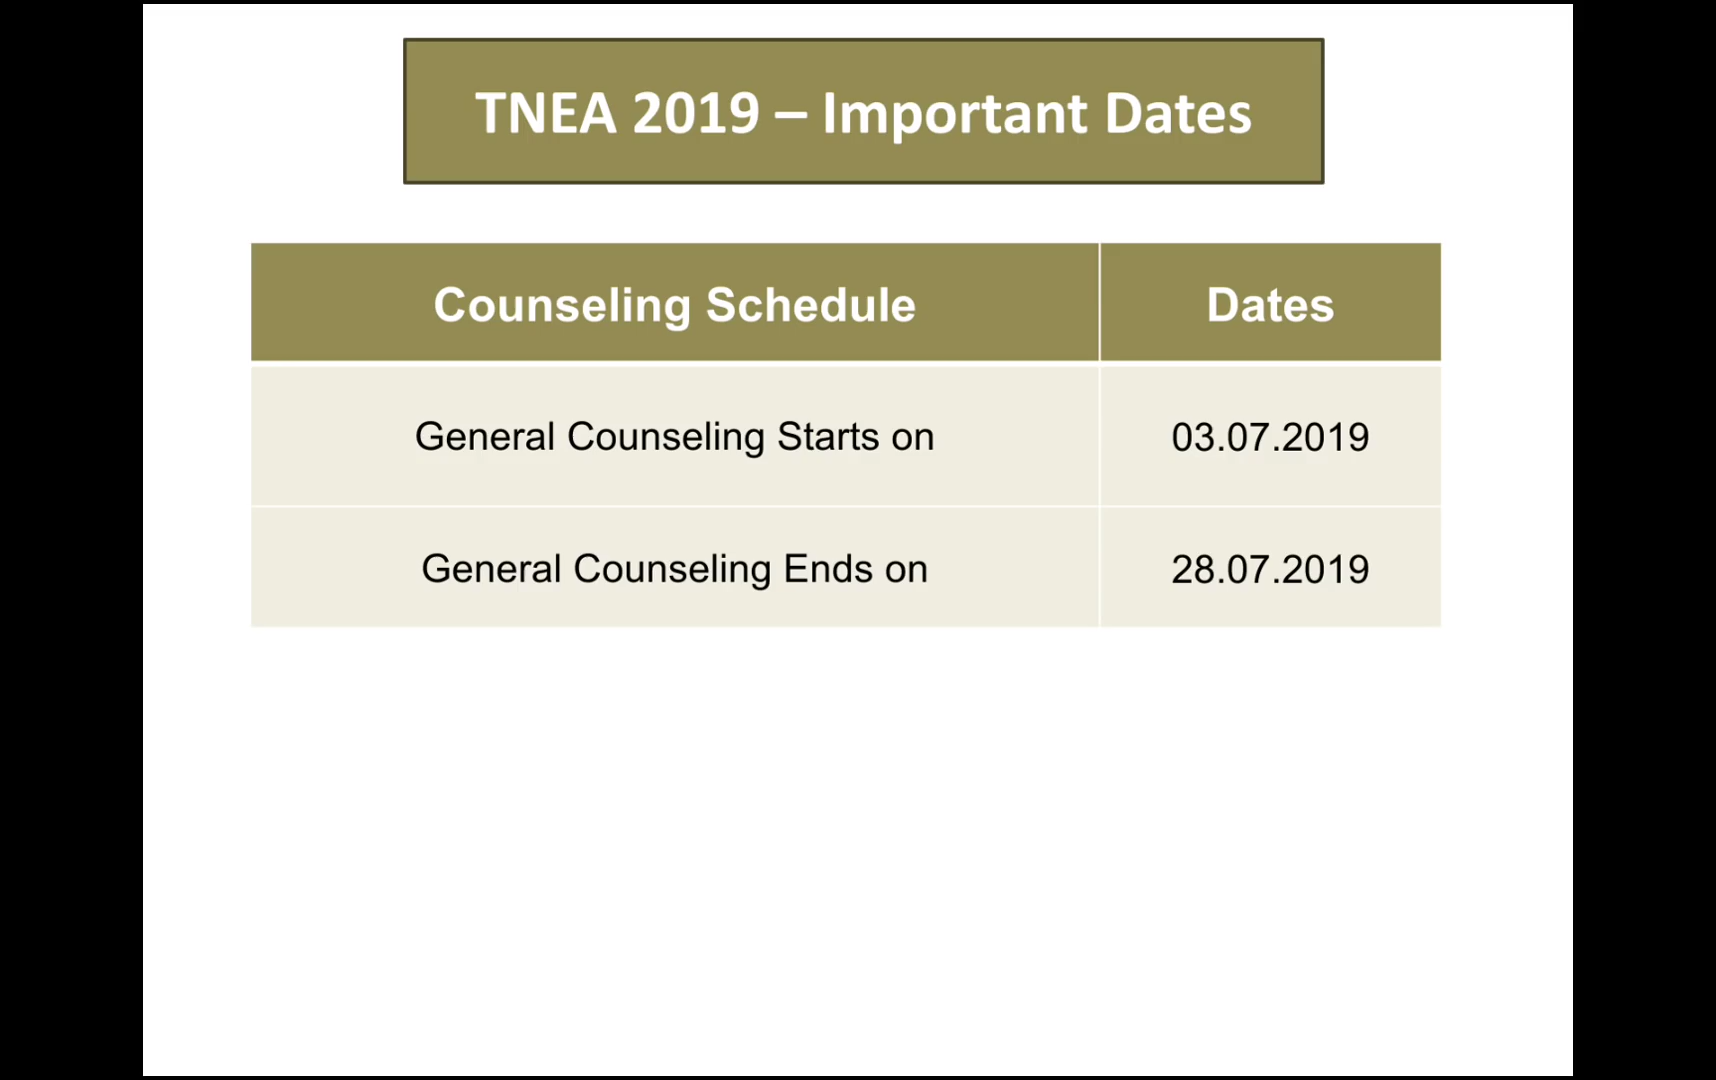 TNEA 2019 – Important Dates
Counseling Schedule Dates
General Counseling Starts on 03.07.2019
General Counseling Ends on 28.07.2019